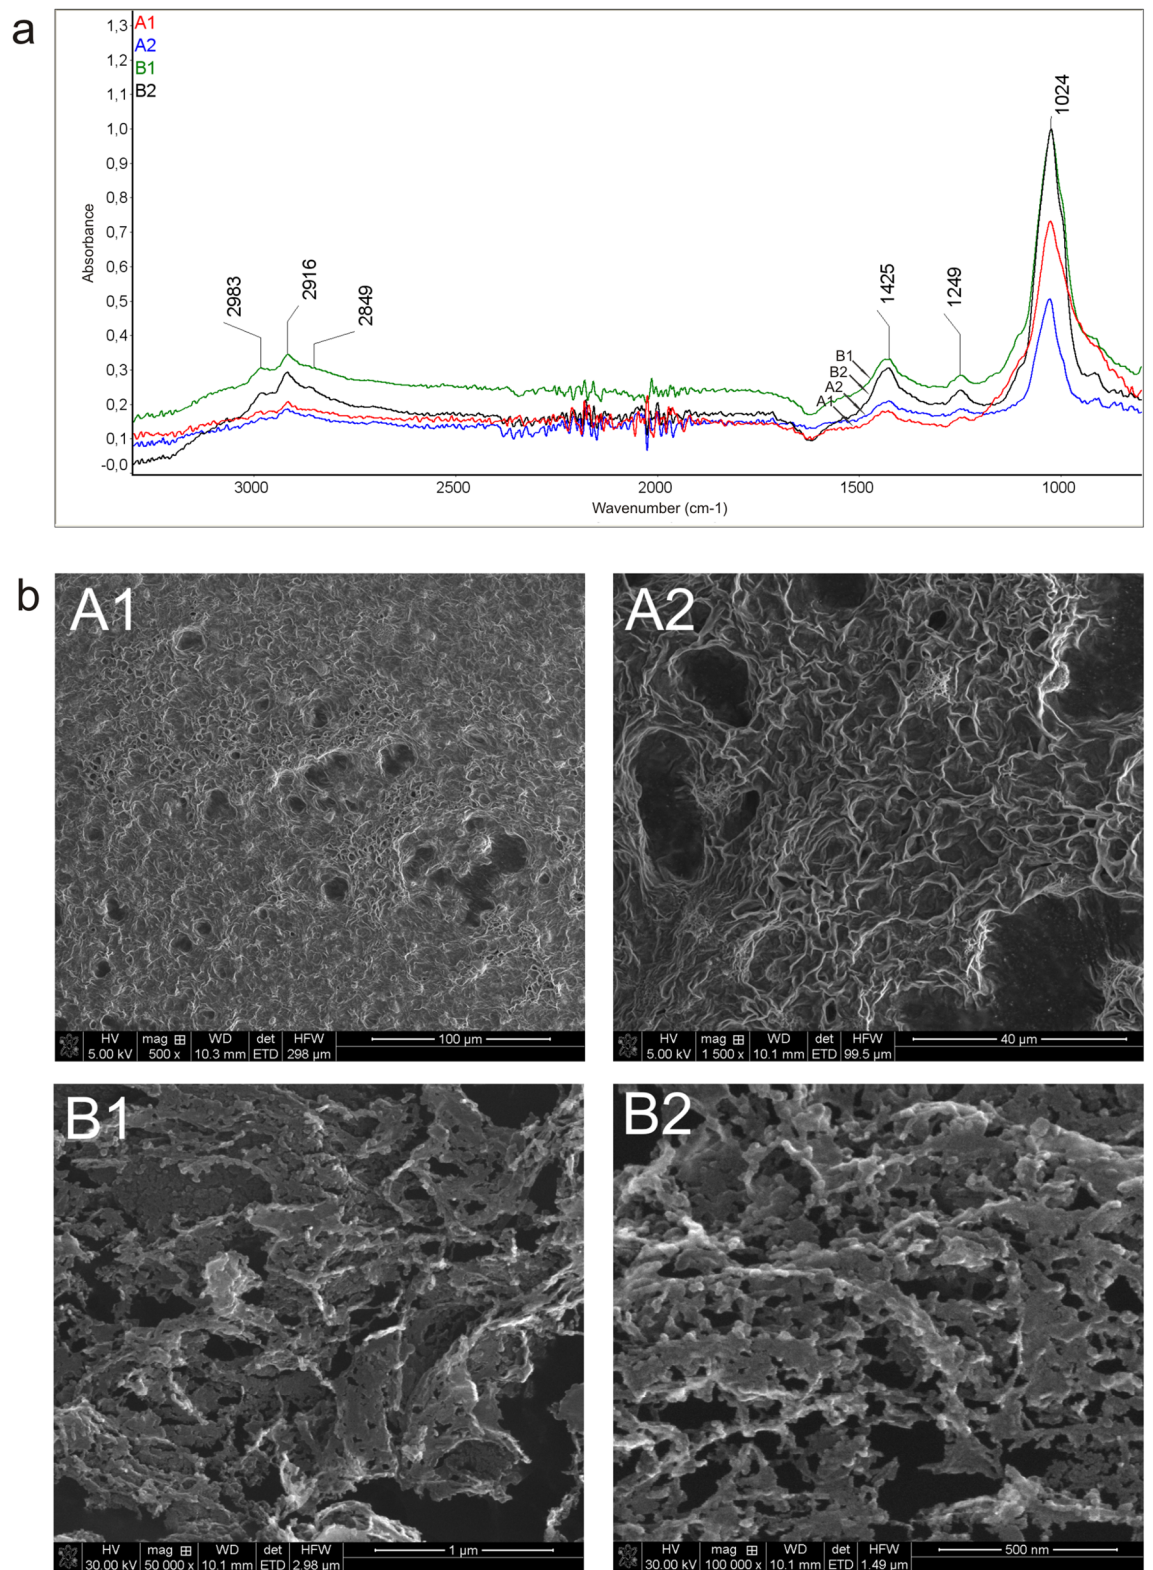 a
A1
A2
B1
B2
1,3
1,2
1,1
1,0
0,9
0,8
0,7
0,6
0,5
0,4
0,3
0,2
0,1
-0,0
Absorbance
2983
2916
2849
1425
1249
1024
B1
B2
A2
A1
3000 2500 2000 1500 1000
Wavenumber (cm-1)
b
A1
HV mag WD det HFW
5.00 kV 500 x 10.3 mm ETD 298 µm
100 µm
A2
HV mag WD det HFW
5.00 kV 1 500 x 10.1 mm ETD 99.5 µm
40 µm
B1
HV mag WD det HFW
30.00 kV 50 000 x 10.1 mm ETD 2.98 µm
1 µm
B2
HV mag WD det HFW
30.00 kV 100 000 x 10.1 mm ETD 1.49 µm
500 nm